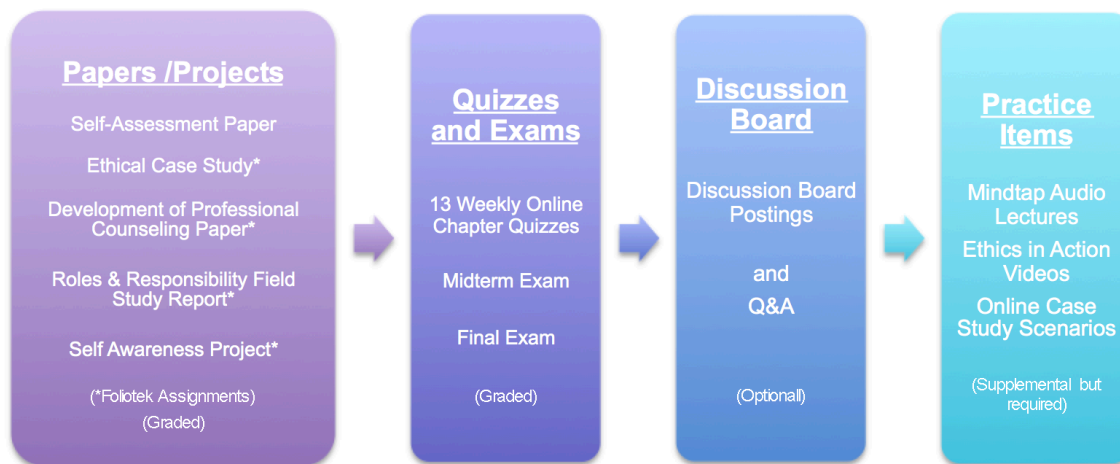 Papers /Projects
Self-Assessment Paper
Ethical Case Study*
Development of Professional
Counseling Paper*
Roles & Responsibility Field
Study Report*
Self Awareness Project*
(*Foliotek Assignments)
(Graded)
Quizzes
and Exams
13 Weekly Online
Chapter Quizzes
Midterm Exam
Final Exam
(Graded)
Discussion
Board
Discussion Board
Postings
and
Q&A
(Optionall)
Practice
Items
Mindtap Audio
Lectures
Ethics in Action
Videos
Online Case
Study Scenarios
(Supplemental but
required)